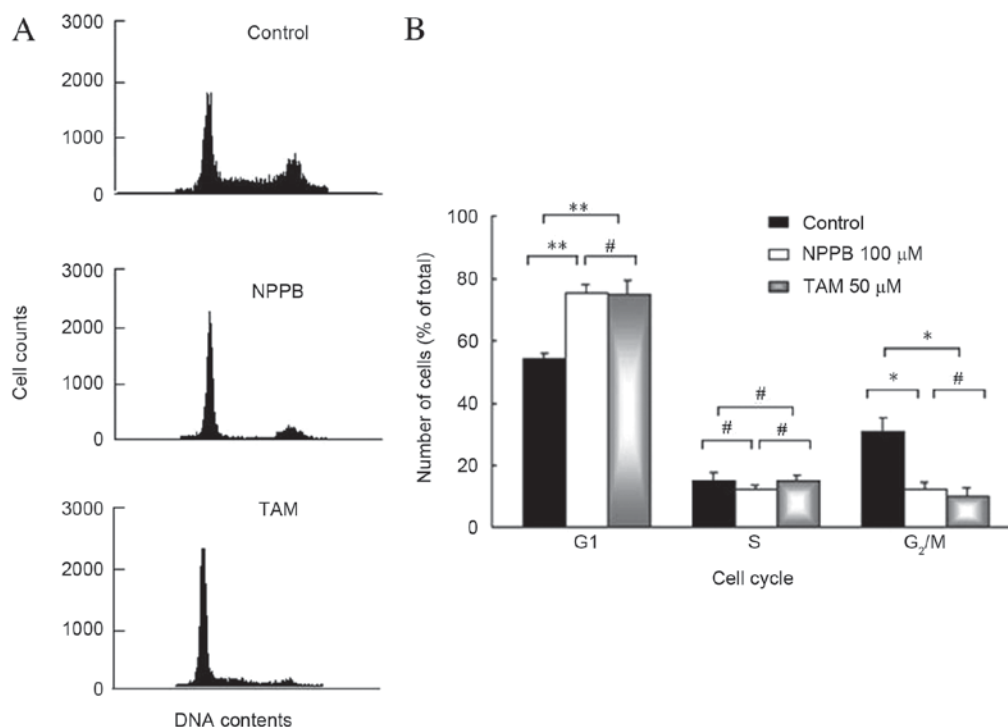 A
3000
Control
2000
1000
0
3000
NPPB
2000
1000
0
Cell counts
3000
TAM
2000
1000
0
DNA contents
B
100
80
60
40
20
0
Number of cells (% of total)
Control
NPPB 100 μM
TAM 50 μM
**
** #
#
# #
*
* #
G1 S G₂/M
Cell cycle